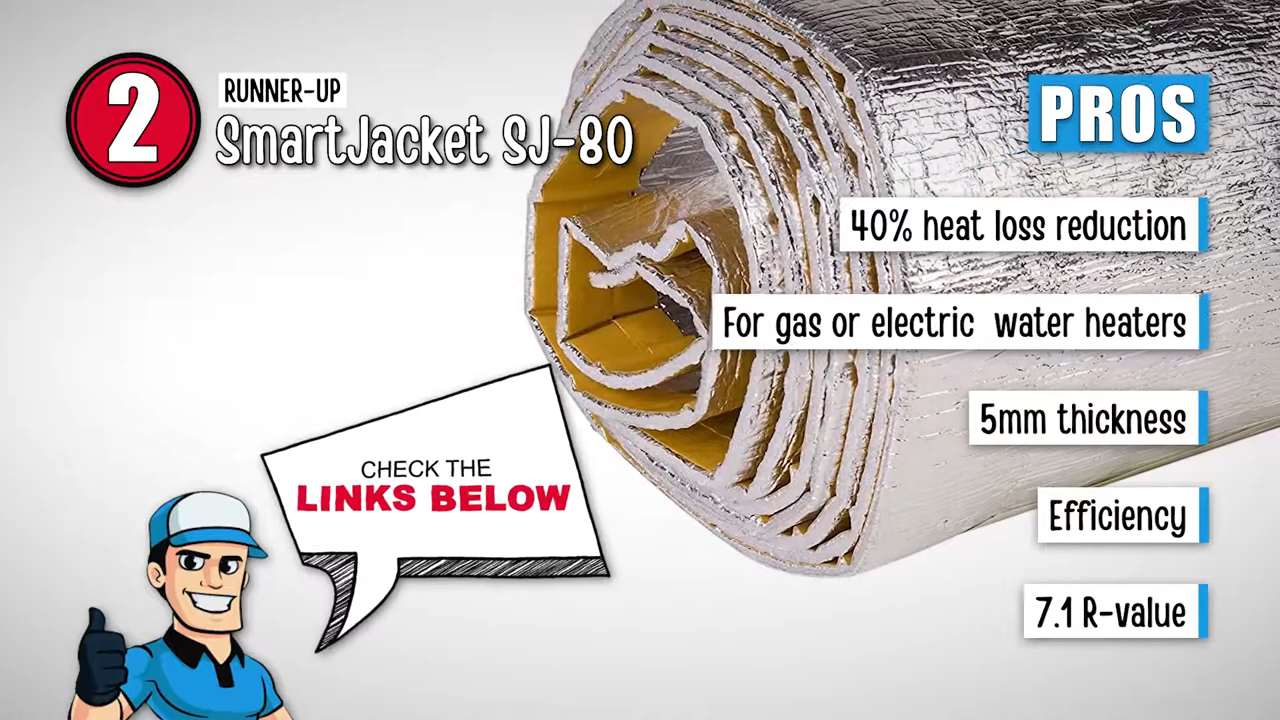 2
RUNNER-UP
SmartJacket SJ-80
PROS
40% heat loss reduction
For gas or electric water heaters
5mm thickness
Efficiency
7.1 R-value
CHECK THE
LINKS BELOW